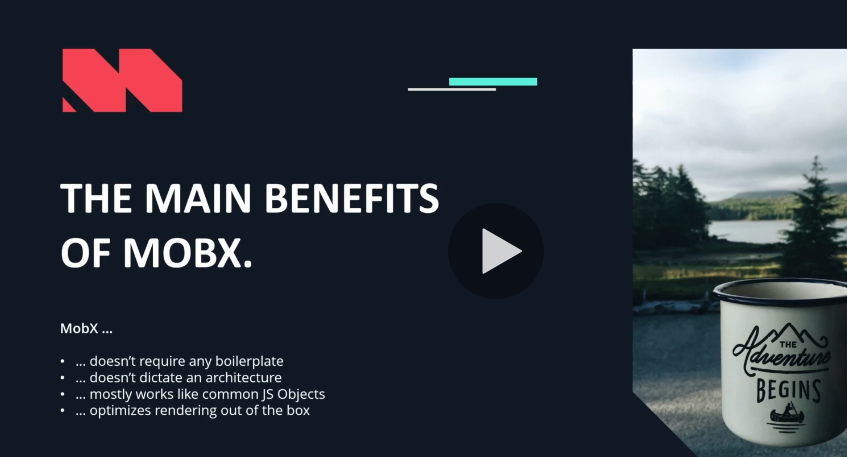 THE MAIN BENEFITS
OF MOBX.
MobX ...
• ... doesn’t require any boilerplate
• ... doesn’t dictate an architecture
• ... mostly works like common JS Objects
• ... optimizes rendering out of the box
THE
Adventure
BEGINS